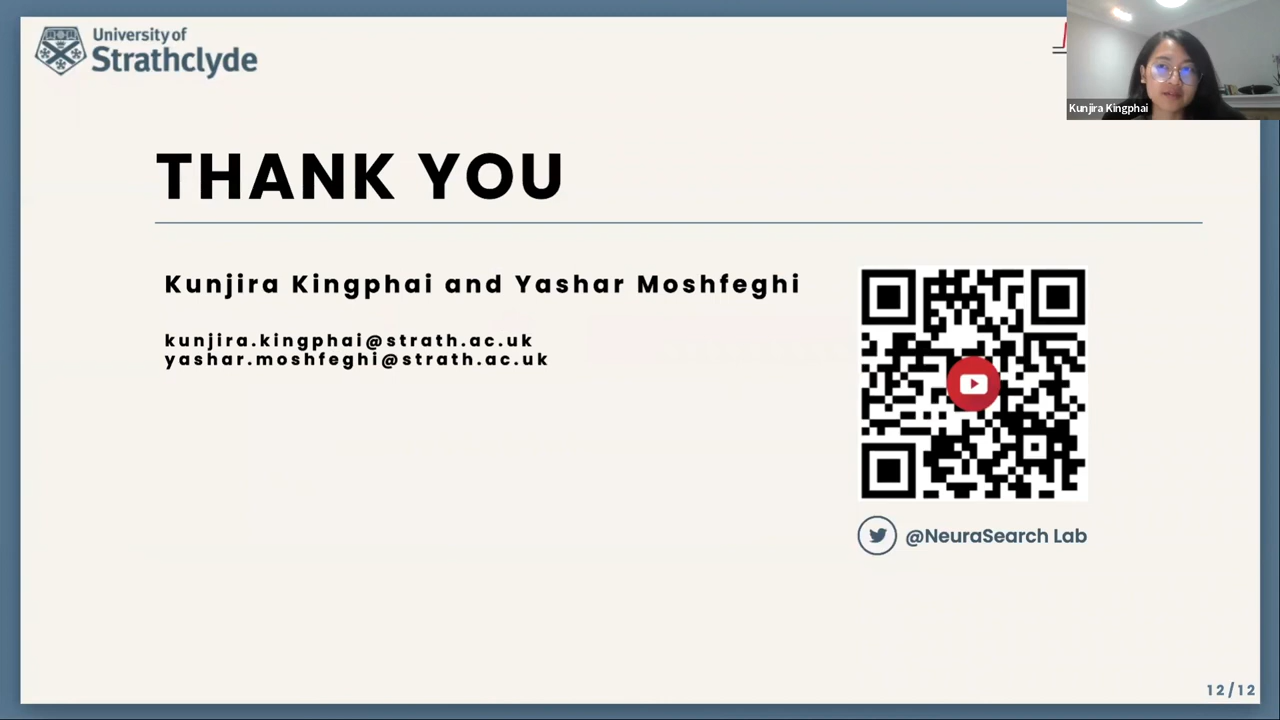 University of
Strathclyde
Kunjira Kingphai
THANK YOU
Kunjira Kingphai and Yashar Moshfeghi
kunjira.kingphai@strath.ac.uk
yashar.moshfeghi@strath.ac.uk
@NeuraSearch Lab
12/12